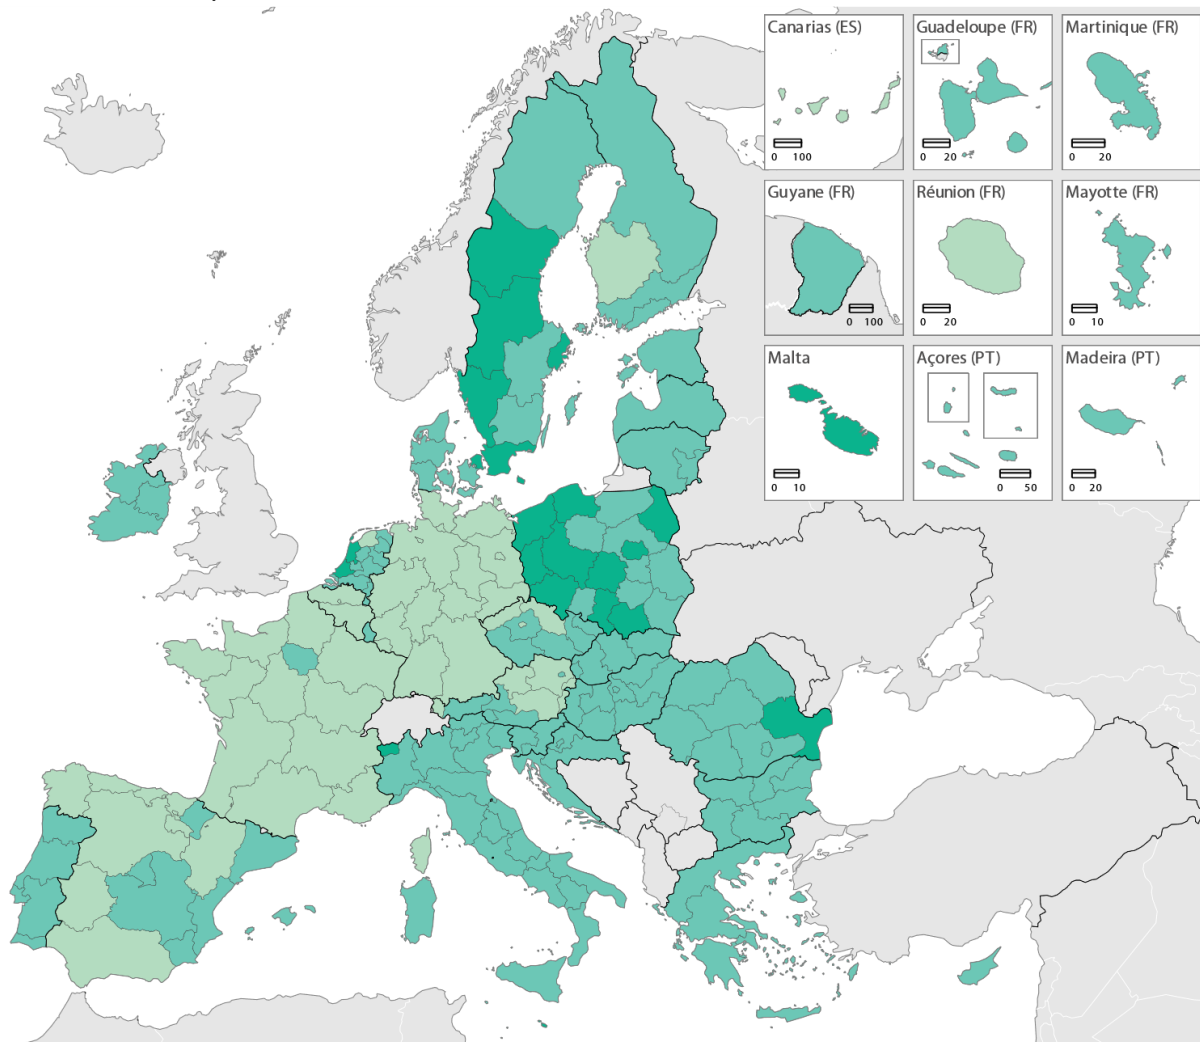 Canarias (ES)
0 100
Guadeloupe (FR)
0 20
Martinique (FR)
0 20
Guyane (FR)
0 100
Réunion (FR)
0 20
Mayotte (FR)
0 10
Malta
0 10
Açores (PT)
0 50
Madeira (PT)
0 20